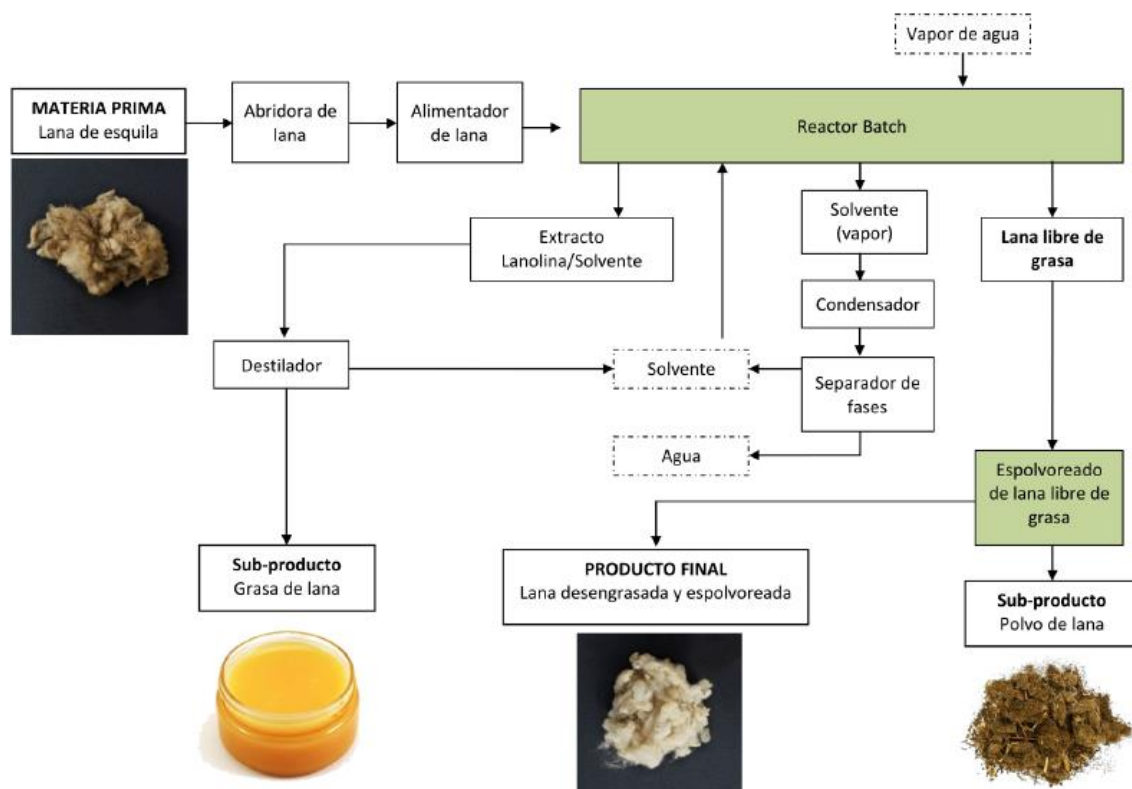 Vapor de agua
MATERIA PRIMA
Lana de esquila
Abridora de
lana
Alimentador
de lana
Reactor Batch
Extracto
Lanolina/Solvente
Solvente
(vapor)
Lana libre de
grasa
Condensador
Destilador
Solvente
Separador de
fases
Agua
Espolvoreado
de lana libre de
grasa
Sub-producto
Grasa de lana
PRODUCTO FINAL
Lana desengrasada y espolvoreada
Sub-producto
Polvo de lana